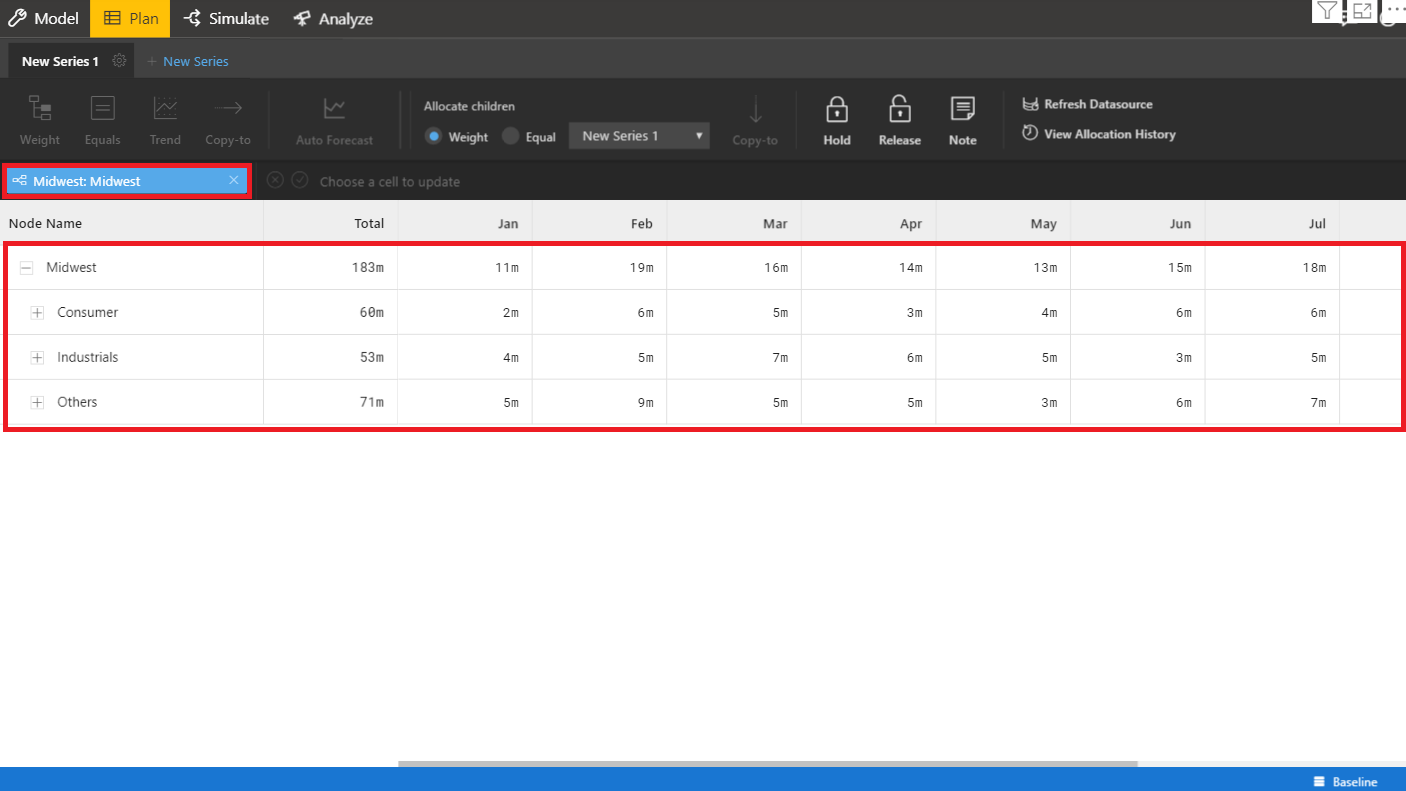 Model Plan Simulate Analyze
New Series 1 + New Series
Allocate children
Refresh Datasource
Weight Equals Trend Copy-to Auto Forecast Weight Equal New Series 1 Copy-to Hold Release Note
View Allocation History
Midwest: Midwest Choose a cell to update
Node Name Total Jan Feb Mar Apr May Jun Jul
Midwest 183m 11m 19m 16m 14m 13m 15m 18m
Consumer 60m 2m 6m 5m 3m 4m 6m 6m
Industrials 53m 4m 5m 7m 6m 5m 3m 5m
Others 71m 5m 9m 5m 5m 3m 6m 7m
Baseline